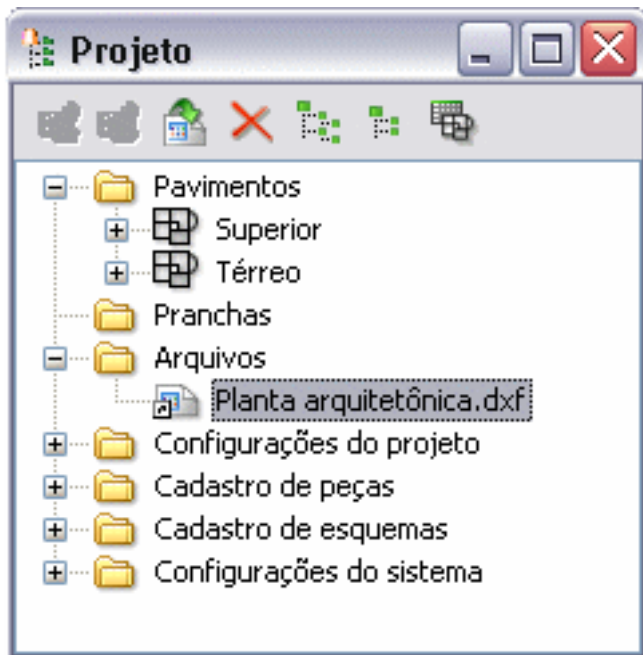 Projeto
Pavimentos
Superior
Térreo
Pranchas
Arquivos
Planta arquitetônica.dxf
Configurações do projeto
Cadastro de peças
Cadastro de esquemas
Configurações do sistema